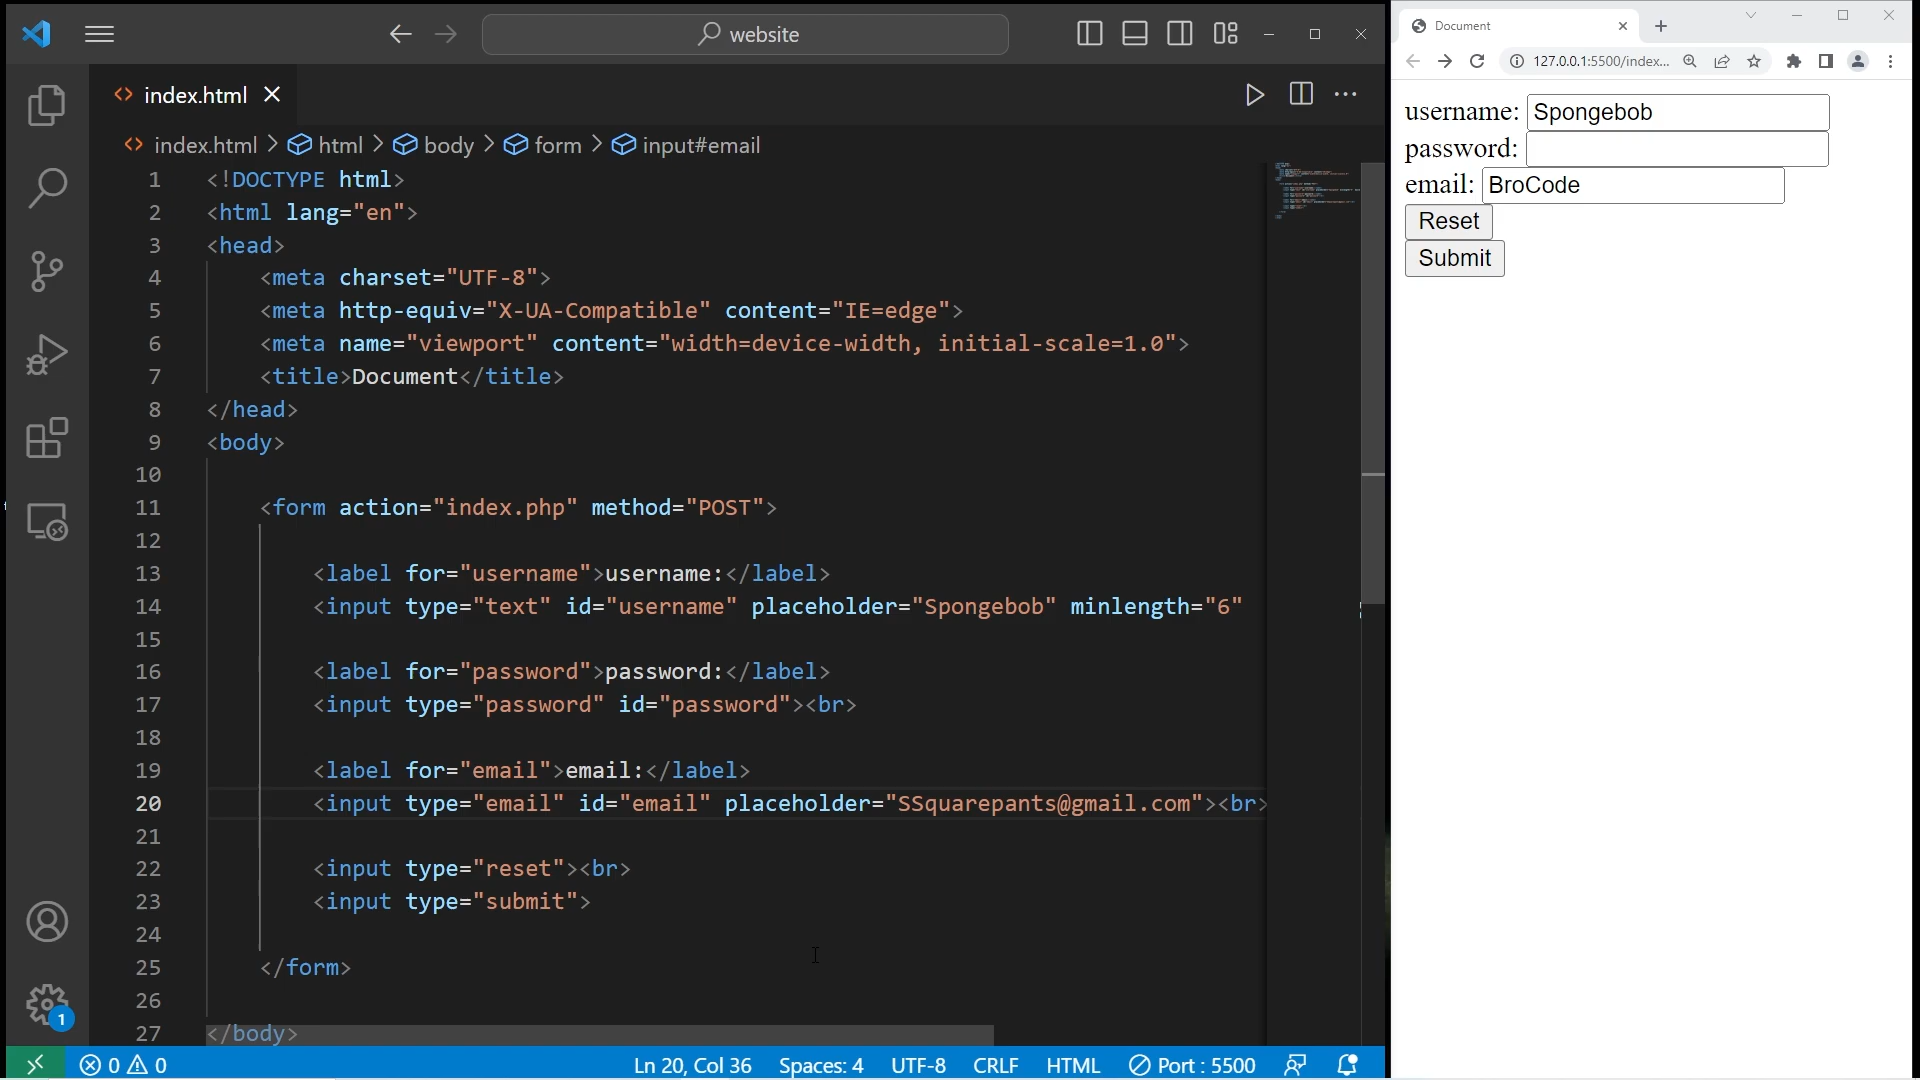 website
index.html
index.html > html > body > form > input#email
1 <!DOCTYPE html>
2 <html lang="en">
3 <head>
4 <meta charset="UTF-8">
5 <meta http-equiv="X-UA-Compatible" content="IE=edge">
6 <meta name="viewport" content="width=device-width, initial-scale=1.0">
7 <title>Document</title>
8 </head>
9 <body>
10
11 <form action="index.php" method="POST">
12
13 <label for="username">username:</label>
14 <input type="text" id="username" placeholder="Spongebob" minlength="6"
15
16 <label for="password">password:</label>
17 <input type="password" id="password"><br>
18
19 <label for="email">email:</label>
20 <input type="email" id="email" placeholder="SSquarepants@gmail.com"><br>
21
22 <input type="reset"><br>
23 <input type="submit">
24
25 </form>
26
27 </body>
1
0 0 Ln 20, Col 36 Spaces: 4 UTF-8 CRLF HTML Port : 5500
Document
127.0.0.1:5500/index...
username: Spongebob
password:
email: BroCode
Reset
Submit